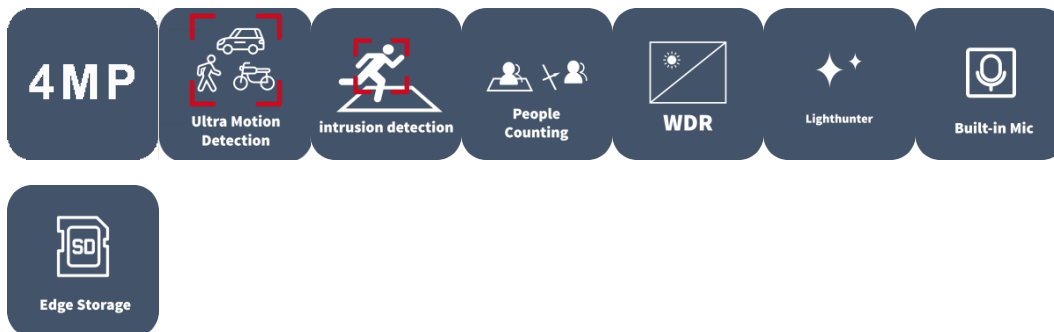 4MP
Ultra Motion
Detection
intrusion detection
People
Counting
WDR
Lighthunter
Built-in Mic
SD
Edge Storage